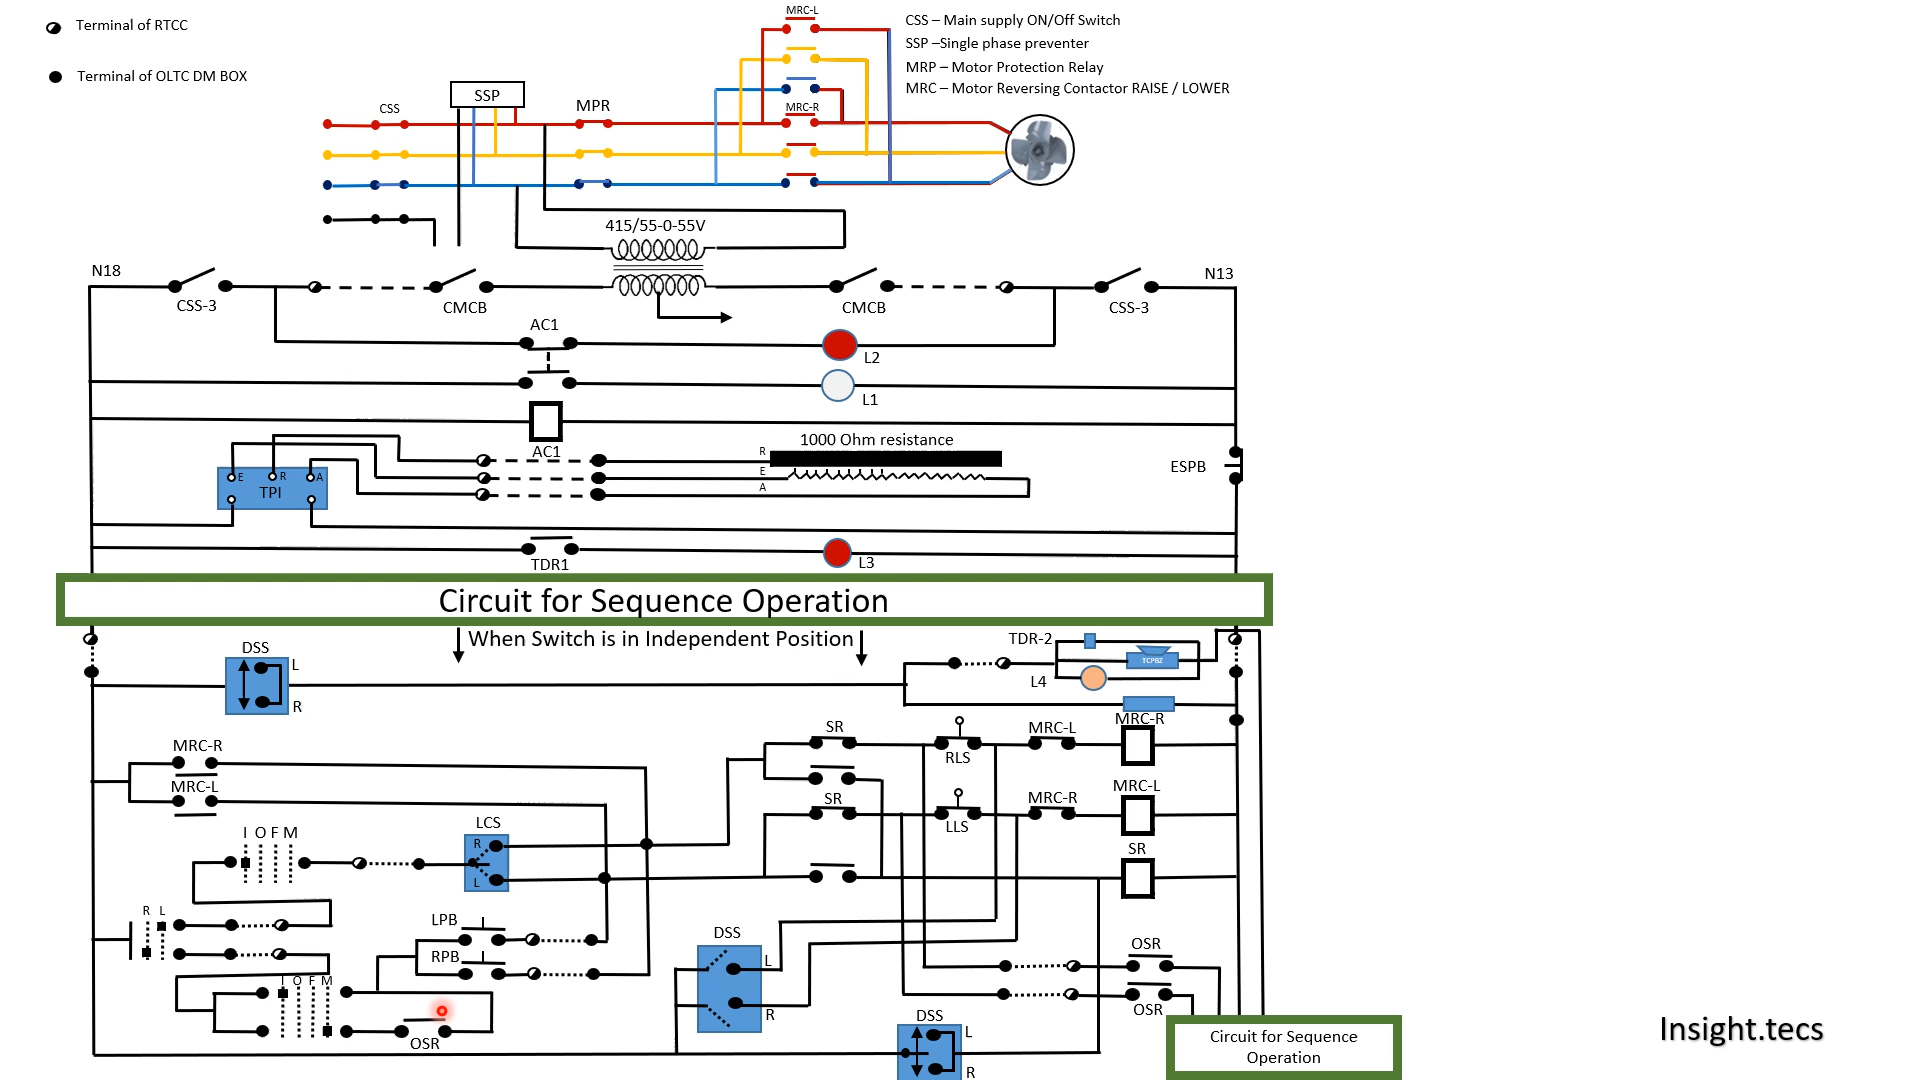 MRC-L
Terminal of RTCC
CSS – Main supply ON/Off Switch
SSP –Single phase preventer
Terminal of OLTC DM BOX
MRP – Motor Protection Relay
MRC – Motor Reversing Contactor RAISE / LOWER
SSP
CSS
MPR
MRC-R
415/55-0-55V
N18
N13
CSS-3
CMCB
CMCB
CSS-3
AC1
L2
L1
AC1
1000 Ohm resistance
R
E
A
ESPB
E R A
TPI
TDR1
L3
Circuit for Sequence Operation
When Switch is in Independent Position
TDR-2
DSS
L
R
TCPBZ
L4
MRC-R
SR
MRC-L
RLS
MRC-R
MRC-L
MRC-L
SR
MRC-R
LLS
LCS
R
L
I O F M
SR
R L
LPB
RPB
DSS
L
R
OSR
OSR
I O F M
OSR
DSS
L
R
Circuit for Sequence
Operation
Insight.tecs